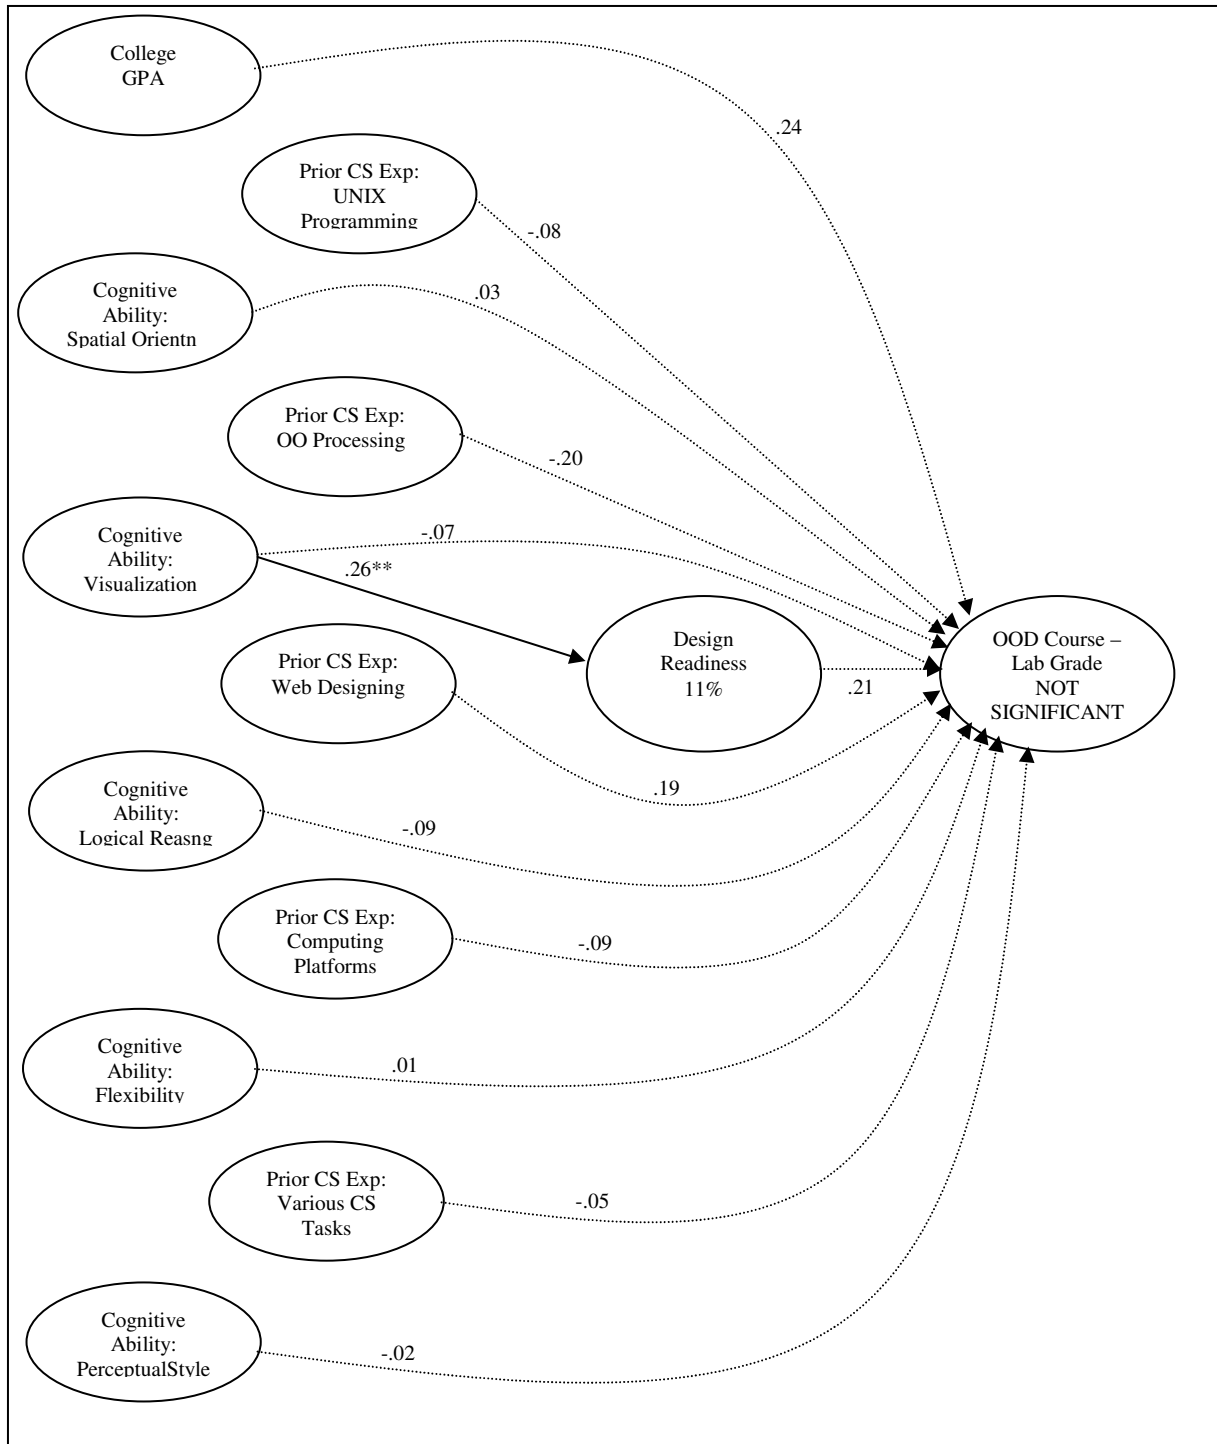 College
GPA
.24
Prior CS Exp:
UNIX
Programming
-.08
Cognitive
Ability:
Spatial Orientn
.03
Prior CS Exp:
OO Processing
-.20
Cognitive
Ability:
Visualization
-.07
.26**
Design
Readiness
11%
.21
OOD Course –
Lab Grade
NOT
SIGNIFICANT
Prior CS Exp:
Web Designing
.19
Cognitive
Ability:
Logical Reasng
-.09
Prior CS Exp:
Computing
Platforms
-.09
Cognitive
Ability:
Flexibility
.01
Prior CS Exp:
Various CS
Tasks
-.05
Cognitive
Ability:
PerceptualStyle
-.02